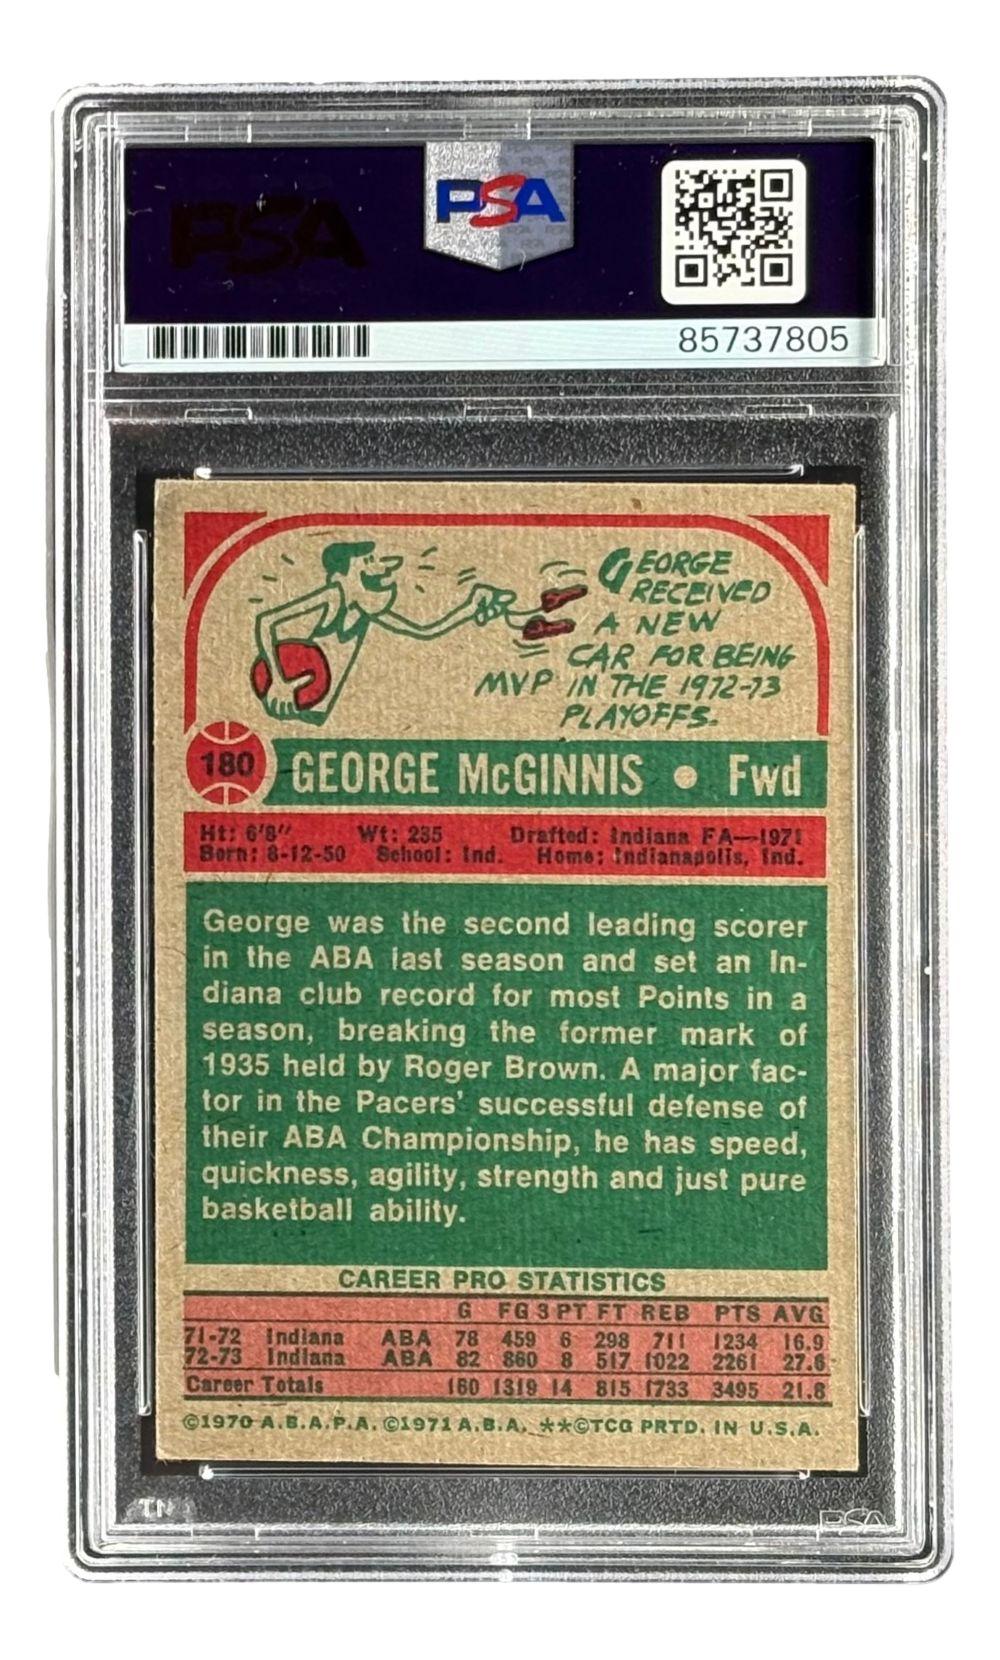 PSA
PSA
85737805
GEORGE
RECEIVED
A NEW
CAR FOR BEING
MVP IN THE 1972-73
PLAYOFFS.
180 GEORGE McGINNIS • Fwd
Ht: 6'8" Wt: 235 Drafted: Indiana FA—1971
Born: 8-12-50 School: Ind. Home: Indianapolis, Ind.
George was the second leading scorer
in the ABA last season and set an In-
diana club record for most Points in a
season, breaking the former mark of
1935 held by Roger Brown. A major fac-
tor in the Pacers' successful defense of
their ABA Championship, he has speed,
quickness, agility, strength and just pure
basketball ability.
CAREER PRO STATISTICS
G FG 3PT FT REB PTS AVG
71-72 Indiana ABA 78 459 6 298 711 1234 16.9
72-73 Indiana ABA 82 860 8 517 1022 2261 27.6
Career Totals 160 1319 14 815 1733 3495 21.8
©1970 A.B.A.P.A. ©1971 A.B.A. **©TCG PRTD. IN U.S.A.
TN
PSA